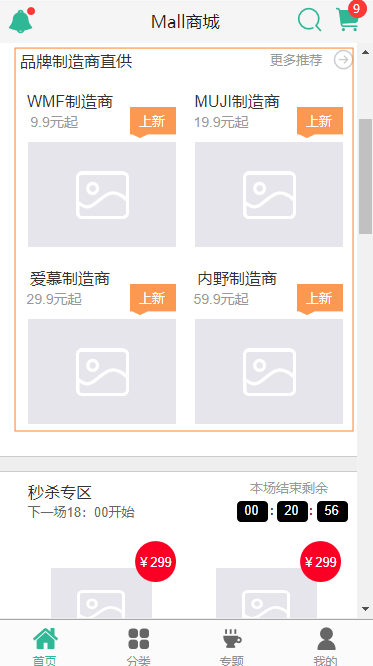 Mall商城
9
品牌制造商直供 更多推荐
WMF制造商 MUJI制造商
9.9元起 上新 19.9元起 上新
爱慕制造商 内野制造商
29.9元起 上新 59.9元起 上新
秒杀专区 本场结束剩余
下一场18：00开始 00 : 20 : 56
￥299 ￥299
首页 分类 专题 我的